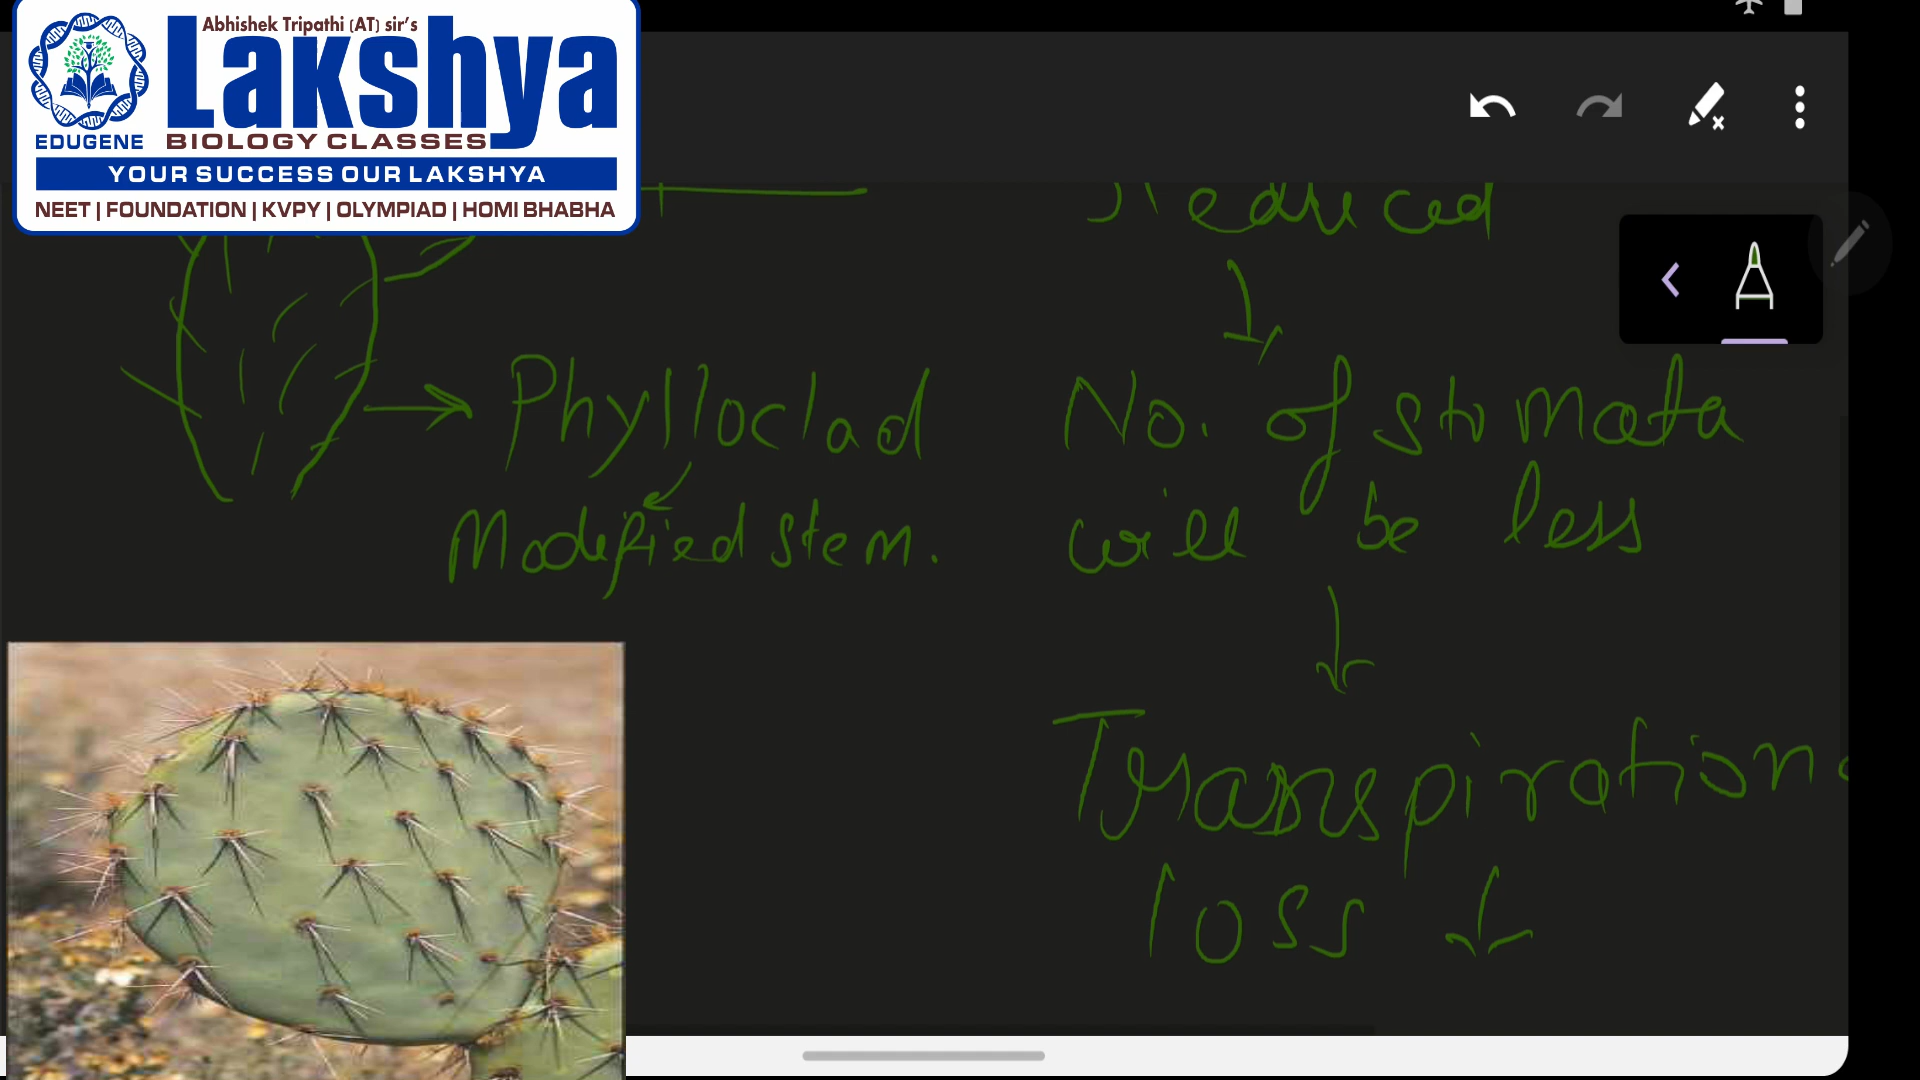 Abhishek Tripathi (AT) sir's
Lakshya
EDUGENE
BIOLOGY CLASSES
YOUR SUCCESS OUR LAKSHYA
NEET | FOUNDATION | KVPY | OLYMPIAD | HOMI BHABHA
Reduced
Phylloclad
Modified stem.
No. of stomata
will be less
Transpiration
loss ↓